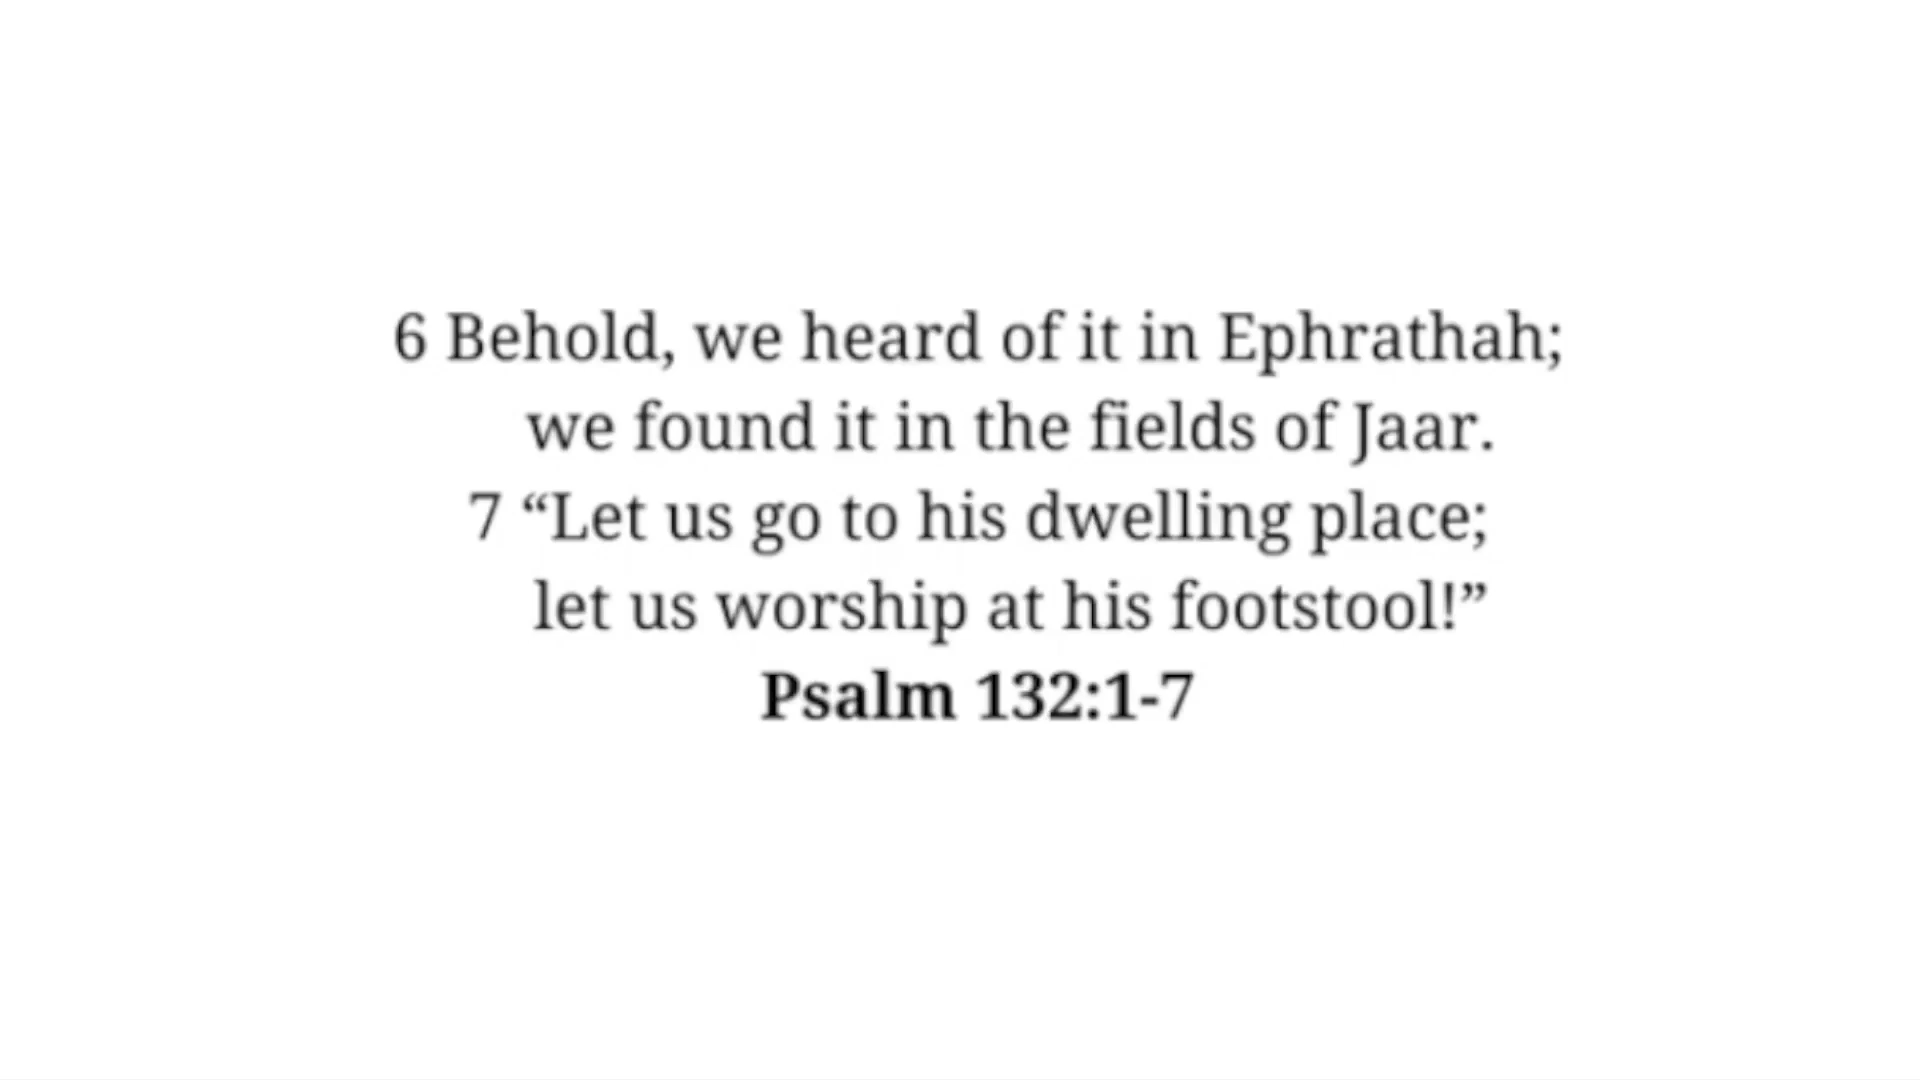 6 Behold, we heard of it in Ephrathah;
we found it in the fields of Jaar.
7 “Let us go to his dwelling place;
let us worship at his footstool!”
Psalm 132:1-7